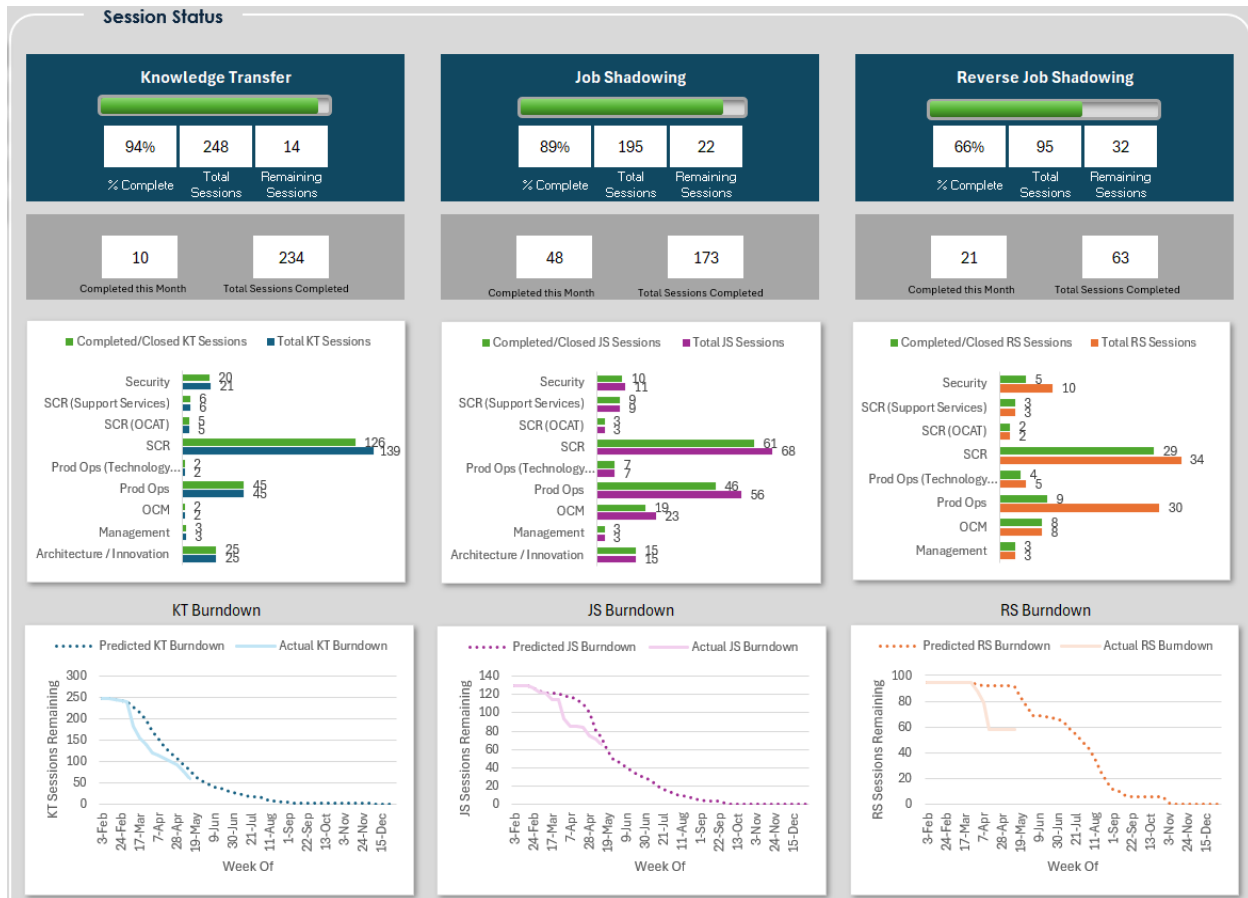 Session Status
Knowledge Transfer
94%
248
14
% Complete
Total Sessions
Remaining Sessions
10
234
Completed this Month
Total Sessions Completed
Job Shadowing
89%
195
22
% Complete
Total Sessions
Remaining Sessions
48
173
Completed this Month
Total Sessions Completed
Reverse Job Shadowing
66%
95
32
% Complete
Total Sessions
Remaining Sessions
21
63
Completed this Month
Total Sessions Completed
Completed/Closed KT Sessions
Total KT Sessions
Security 20 21
SCR (Support Services) 6 6
SCR (OCAT) 5 5
SCR 126 139
Prod Ops (Technology... 2 2
Prod Ops 45 45
OCM 2 2
Management 3 3
Architecture / Innovation 25 25
Completed/Closed JS Sessions
Total JS Sessions
Security 10 11
SCR (Support Services) 9 9
SCR (OCAT) 3 3
SCR 61 68
Prod Ops (Technology... 7 7
Prod Ops 46 56
OCM 19 23
Management 3 3
Architecture / Innovation 15 15
Completed/Closed RS Sessions
Total RS Sessions
Security 5 10
SCR (Support Services) 3 3
SCR (OCAT) 2 2
SCR 29 34
Prod Ops (Technology... 4 5
Prod Ops 9 30
OCM 8 8
Management 3 3
KT Burndown
Predicted KT Burndown
Actual KT Burndown
KT Sessions Remaining
300
250
200
150
100
50
0
3-Feb
24-Feb
17-Mar
7-Apr
28-Apr
19-May
9-Jun
30-Jun
21-Jul
11-Aug
1-Sep
22-Sep
13-Oct
3-Nov
24-Nov
15-Dec
Week Of
JS Burndown
Predicted JS Burndown
Actual JS Burndown
JS Sessions Remaining
140
120
100
80
60
40
20
0
3-Feb
24-Feb
17-Mar
7-Apr
28-Apr
19-May
9-Jun
30-Jun
21-Jul
11-Aug
1-Sep
22-Sep
13-Oct
3-Nov
24-Nov
15-Dec
Week Of
RS Burndown
Predicted RS Burndown
Actual RS Burndown
RS Sessions Remaining
100
80
60
40
20
0
3-Feb
24-Feb
17-Mar
7-Apr
28-Apr
19-May
9-Jun
30-Jun
21-Jul
11-Aug
1-Sep
22-Sep
13-Oct
3-Nov
24-Nov
15-Dec
Week Of